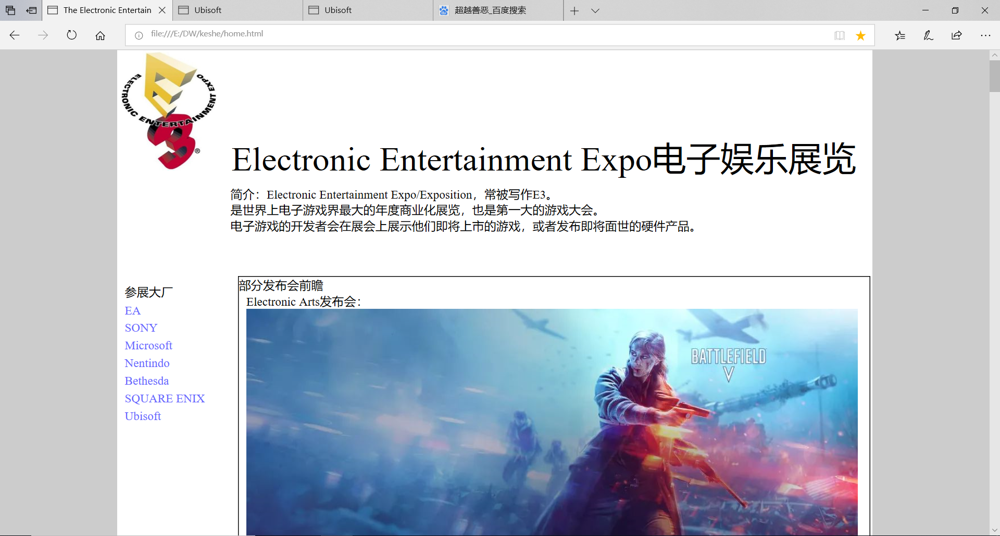 The Electronic Entertain
Ubisoft
Ubisoft
超越善恶_百度搜索
file:///E:/DW/keshe/home.html
ELECTRONIC ENTERTAINMENT EXPO
E3®
Electronic Entertainment Expo电子娱乐展览
简介：Electronic Entertainment Expo/Exposition，常被写作E3。
是世界上电子游戏界最大的年度商业化展览，也是第一大的游戏大会。
电子游戏的开发者会在展会上展示他们即将上市的游戏，或者发布即将面世的硬件产品。
参展大厂
EA
SONY
Microsoft
Nentindo
Bethesda
SQUARE ENIX
Ubisoft
部分发布会前瞻
Electronic Arts发布会：
BATTLEFIELD
V